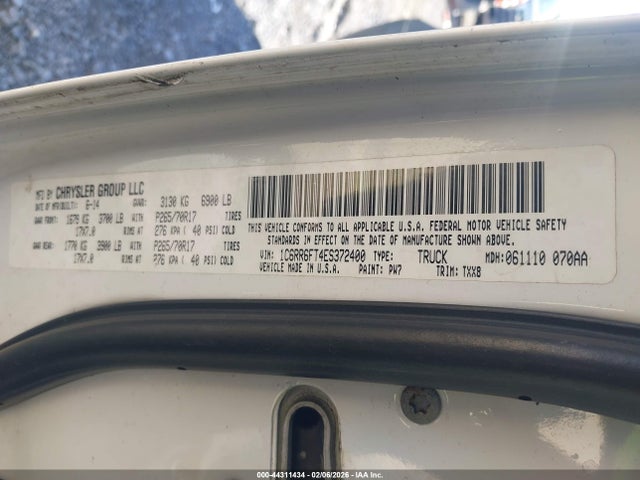 MFD BY CHRYSLER GROUP LLC
DATE OF MFR/BUILT: 6-14 GVWR: 3130 KG 6900 LB
GAWR FRONT: 1679 KG 3700 LB WITH P265/70R17 TIRES
17X7.0 RIMS AT 276 KPA ( 40 PSI) COLD
GAWR REAR: 1770 KG 3900 LB WITH P265/70R17 TIRES
17X7.0 RIMS AT 276 KPA ( 40 PSI) COLD
THIS VEHICLE CONFORMS TO ALL APPLICABLE U.S.A. FEDERAL MOTOR VEHICLE SAFETY
STANDARDS IN EFFECT ON THE DATE OF MANUFACTURE SHOWN ABOVE.
VIN: 1C6RR6FT4ES372400 TYPE: TRUCK MDH: 061110 070AA
VEHICLE MADE IN U.S.A. PAINT: PW7 TRIM: TXX8
000-44311434 - 02/06/2026 - Copyright IAA, Inc.